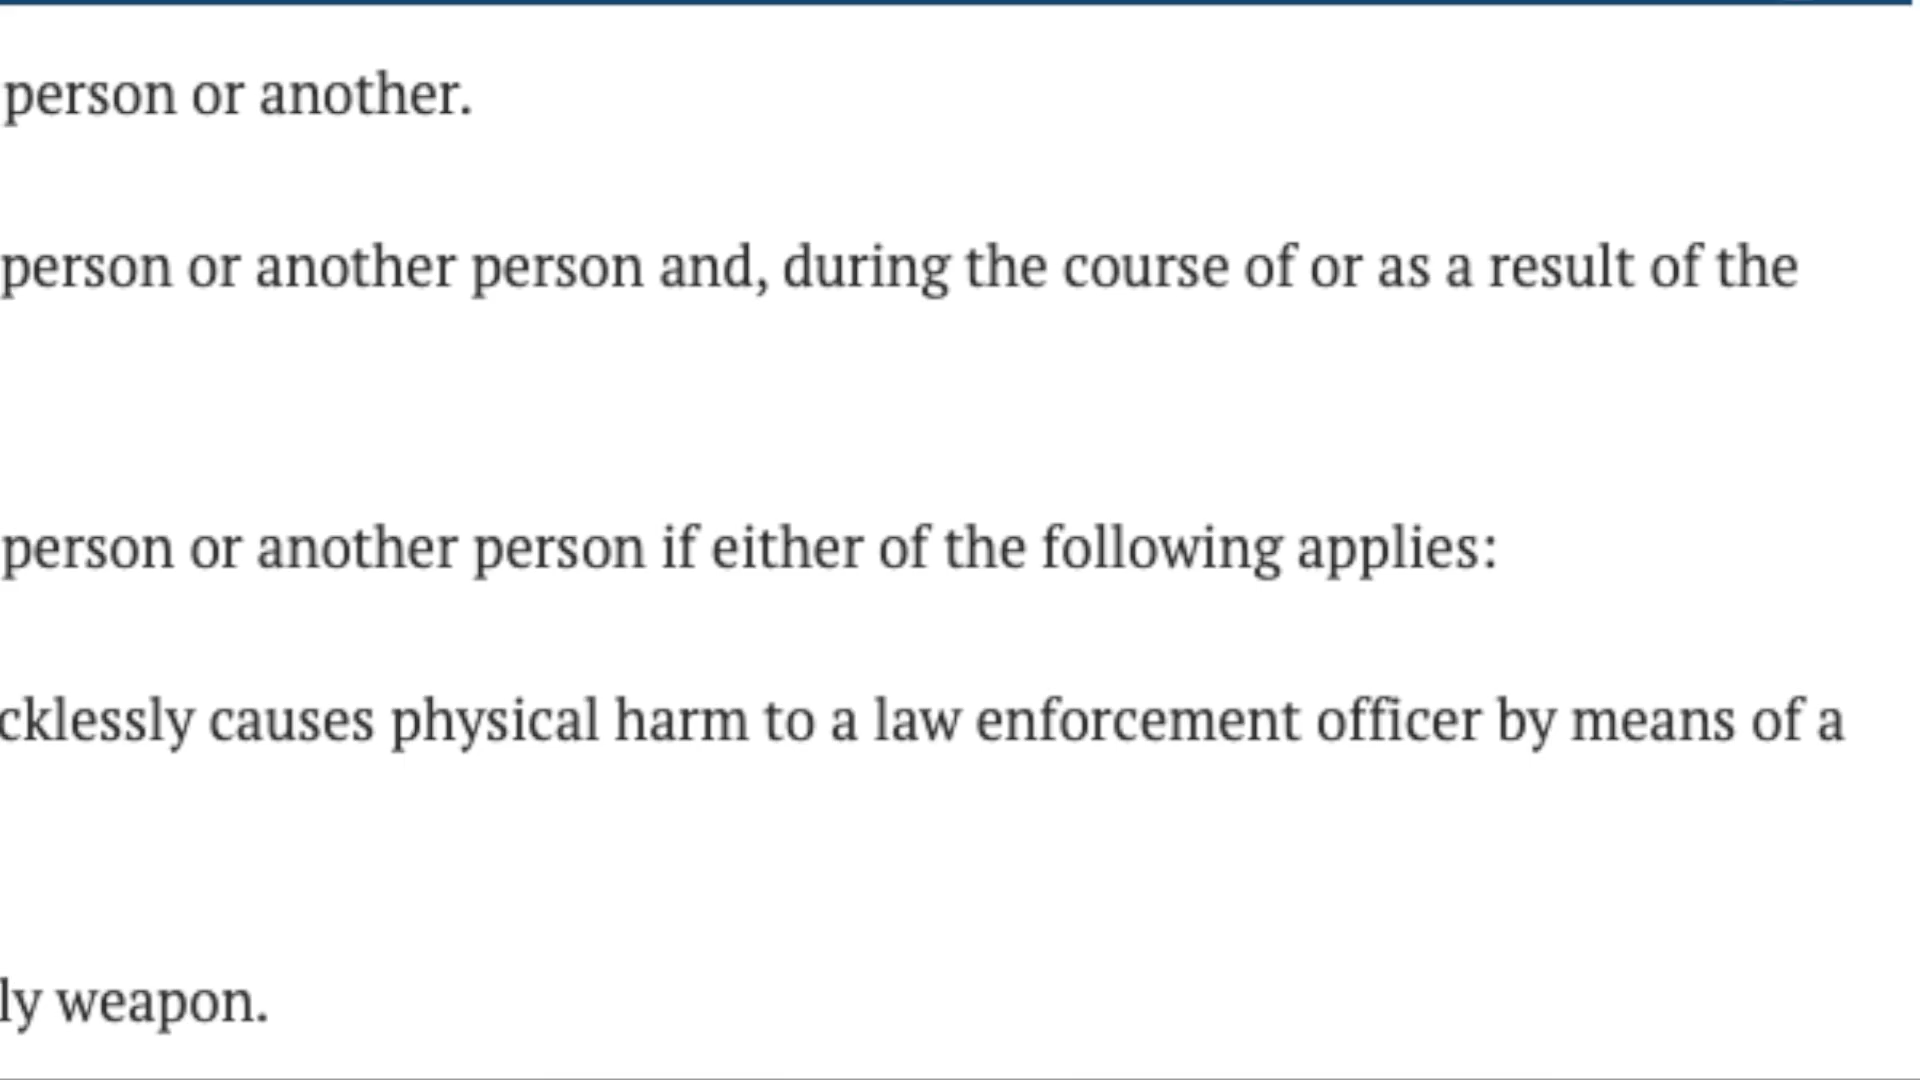 person or another.
person or another person and, during the course of or as a result of the
person or another person if either of the following applies:
cklessly causes physical harm to a law enforcement officer by means of a
ly weapon.